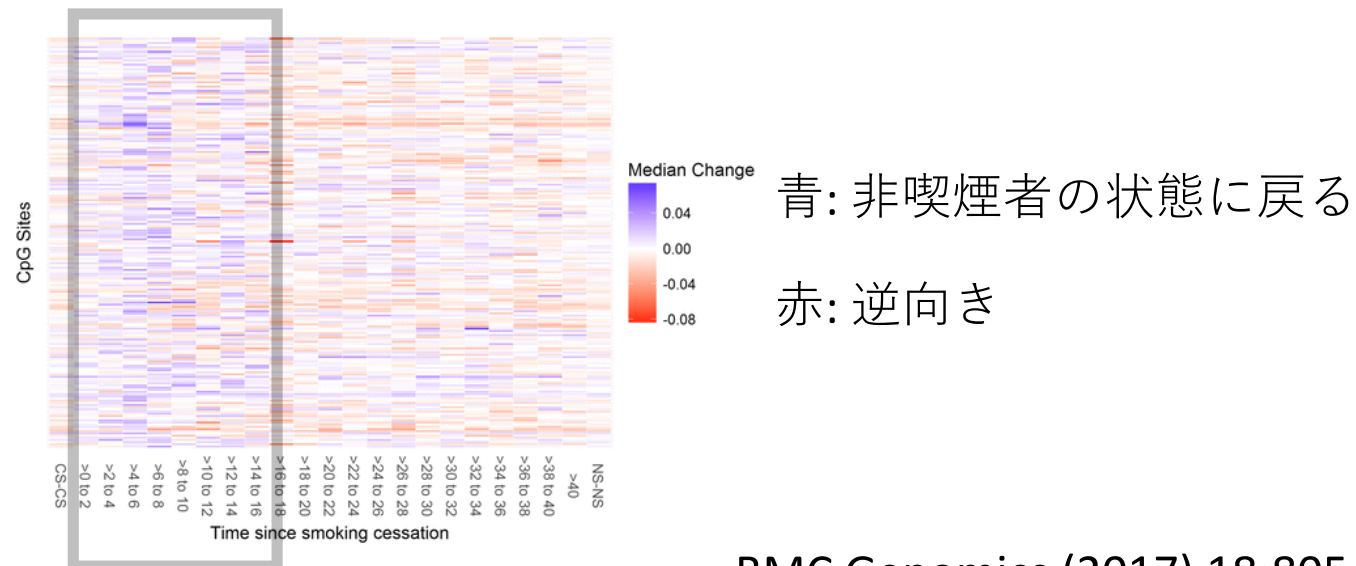 CpG Sites
CS-CS
>0 to 2
>2 to 4
>4 to 6
>6 to 8
>8 to 10
>10 to 12
>12 to 14
>14 to 16
>16 to 18
>18 to 20
>20 to 22
>22 to 24
>24 to 26
>26 to 28
>28 to 30
>30 to 32
>32 to 34
>34 to 36
>36 to 38
>38 to 40
>40
NS-NS
Time since smoking cessation
Median Change
0.04
0.00
-0.04
-0.08
青: 非喫煙者の状態に戻る
赤: 逆向き
BMC Genomics (2017) 18:805